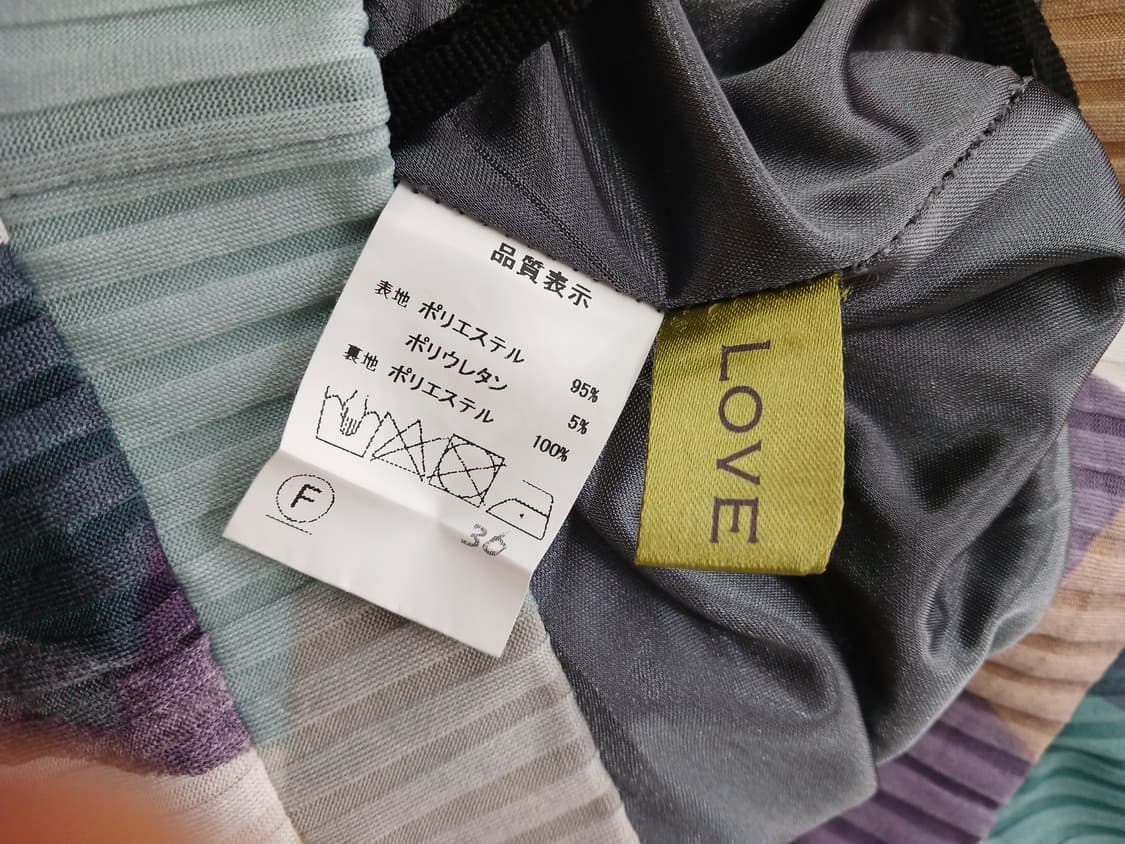 品質表示
表地 ポリエステル 95%
ポリウレタン 5%
裏地 ポリエステル 100%
F
36
LOVE